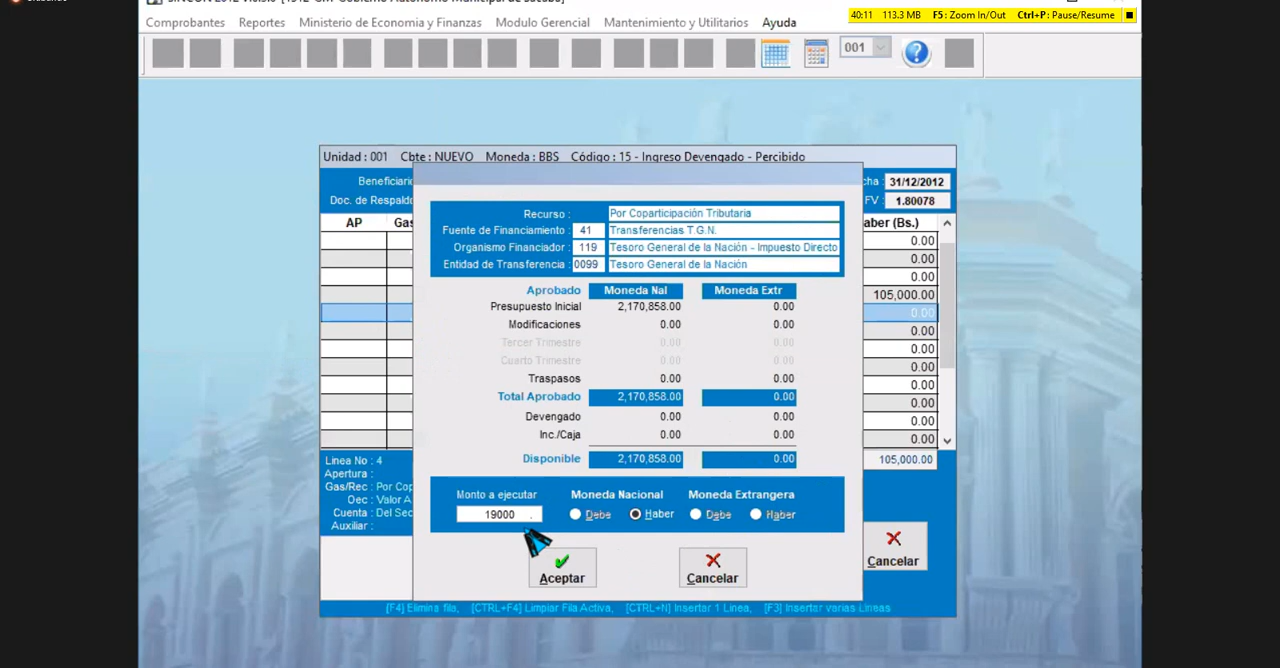 40:11 113.3 MB F5: Zoom In/Out Ctrl+P: Pause/Resume
Comprobantes Reportes Ministerio de Economia y Finanzas Modulo Gerencial Mantenimiento y Utilitarios Ayuda
001
Unidad : 001 Cbte : NUEVO Moneda : BBS Código : 15 - Ingreso Devengado - Percibido
Beneficiario
cha : 31/12/2012
Doc. de Respaldo
FV : 1.80078
AP Gas
aber (Bs.)
Recurso : Por Coparticipación Tributaria
Fuente de Financiamiento : 41 Transferencias T.G.N.
Organismo Financiador : 119 Tesoro General de la Nación - Impuesto Directo
Entidad de Transferencia : 0099 Tesoro General de la Nación
Aprobado Moneda Nal Moneda Extr
Presupuesto Inicial 2,170,858.00 0.00
Modificaciones 0.00 0.00
Tercer Trimestre 0.00 0.00
Cuarto Trimestre 0.00 0.00
Traspasos 0.00 0.00
Total Aprobado 2,170,858.00 0.00
Devengado 0.00 0.00
Inc./Caja 0.00 0.00
Disponible 2,170,858.00 0.00
Monto a ejecutar Moneda Nacional Moneda Extrangera
19000 . Debe Haber Debe Haber
Aceptar Cancelar
0.00
0.00
0.00
105,000.00
0.00
0.00
0.00
0.00
0.00
0.00
0.00
0.00
105,000.00
Linea No : 4
Apertura :
Gas/Rec : Por Cop
Dec : Valor A
Cuenta : Del Sec
Auxiliar :
Cancelar
[F4] Elimina fila, [CTRL+F4] Limpiar Fila Activa, [CTRL+N] Insertar 1 Linea, [F3] Insertar varias Lineas